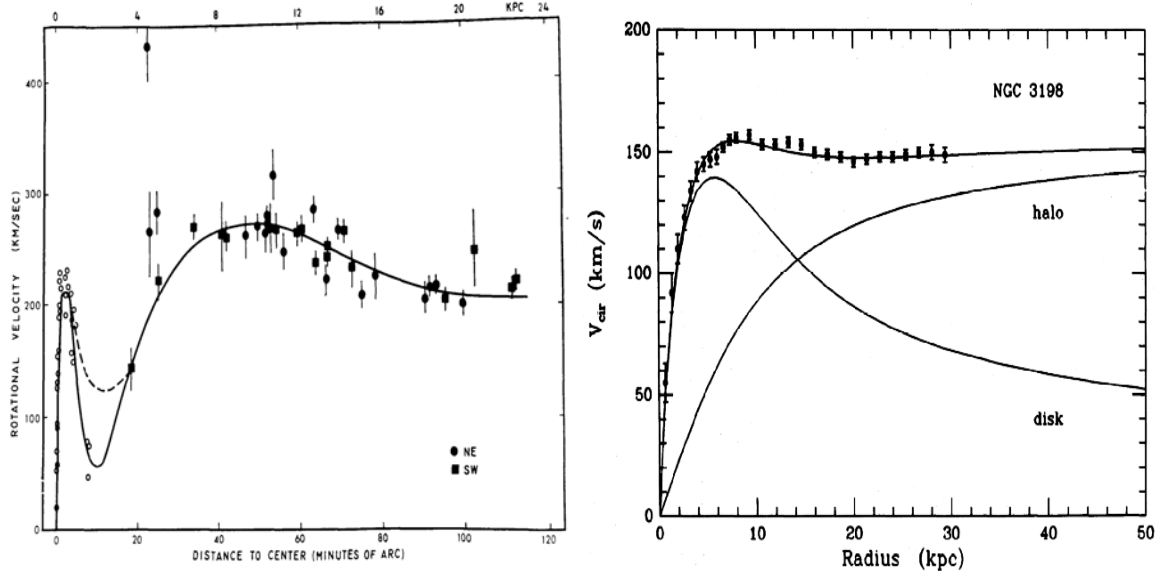 0 4 8 12 16 20 KPC 24
400
300
200
100
0
ROTATIONAL VELOCITY (KM/SEC)
NE
SW
0 20 40 60 80 100 120
DISTANCE TO CENTER (MINUTES OF ARC)
200
150
100
50
0
V cir (km/s)
NGC 3198
halo
disk
0 10 20 30 40 50
Radius (kpc)